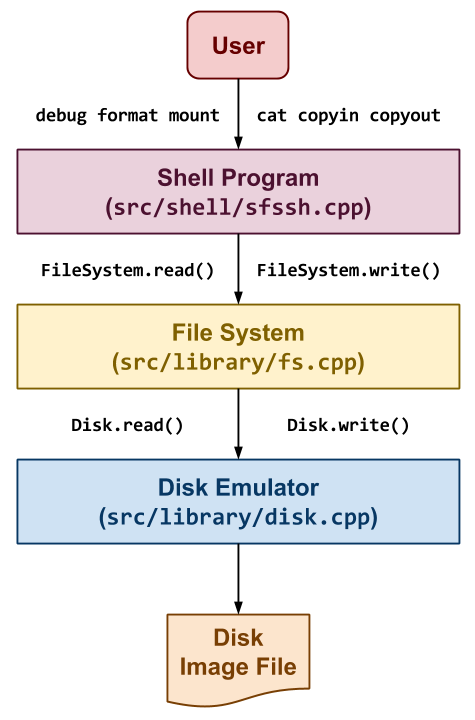 User
debug format mount cat copyin copyout
Shell Program
(src/shell/sfssh.cpp)
FileSystem.read() FileSystem.write()
File System
(src/library/fs.cpp)
Disk.read() Disk.write()
Disk Emulator
(src/library/disk.cpp)
Disk
Image File